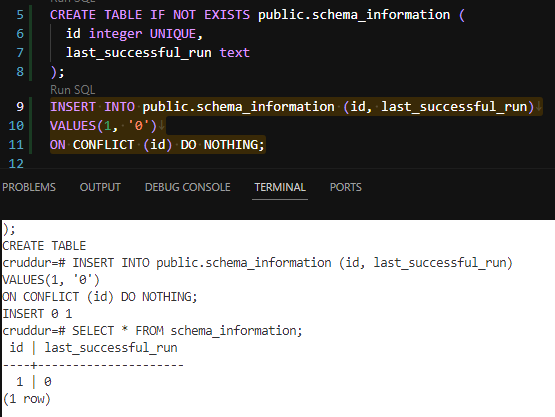 5 CREATE TABLE IF NOT EXISTS public.schema_information (
6 id integer UNIQUE,
7 last_successful_run text
8 );
Run SQL
9 INSERT INTO public.schema_information (id, last_successful_run)↓
10 VALUES(1, '0')↓
11 ON CONFLICT (id) DO NOTHING;
12
PROBLEMS OUTPUT DEBUG CONSOLE TERMINAL PORTS
);
CREATE TABLE
cruddur=# INSERT INTO public.schema_information (id, last_successful_run)
VALUES(1, '0')
ON CONFLICT (id) DO NOTHING;
INSERT 0 1
cruddur=# SELECT * FROM schema_information;
 id | last_successful_run
----+---------------------
  1 | 0
(1 row)